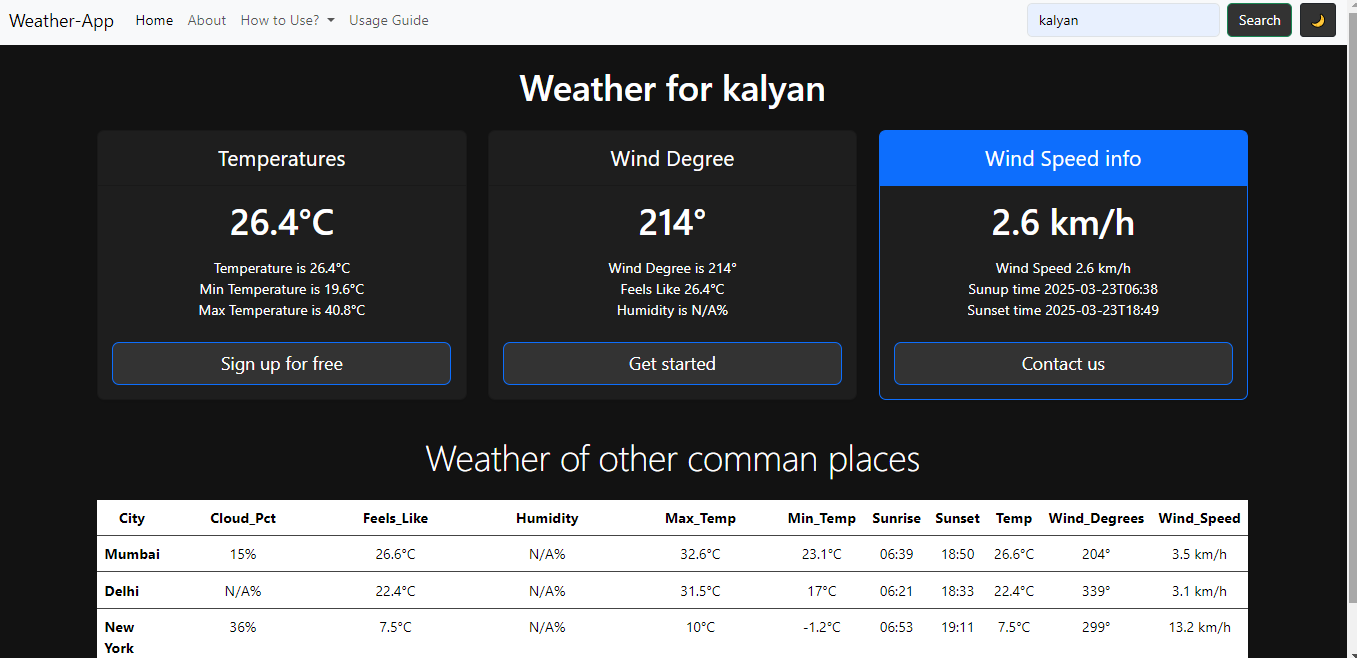 Weather-App Home About How to Use? Usage Guide kalyan Search
Weather for kalyan
Temperatures
26.4°C
Temperature is 26.4°C
Min Temperature is 19.6°C
Max Temperature is 40.8°C
Sign up for free
Wind Degree
214°
Wind Degree is 214°
Feels Like 26.4°C
Humidity is N/A%
Get started
Wind Speed info
2.6 km/h
Wind Speed 2.6 km/h
Sunup time 2025-03-23T06:38
Sunset time 2025-03-23T18:49
Contact us
Weather of other comman places
City Cloud_Pct Feels_Like Humidity Max_Temp Min_Temp Sunrise Sunset Temp Wind_Degrees Wind_Speed
Mumbai 15% 26.6°C N/A% 32.6°C 23.1°C 06:39 18:50 26.6°C 204° 3.5 km/h
Delhi N/A% 22.4°C N/A% 31.5°C 17°C 06:21 18:33 22.4°C 339° 3.1 km/h
New 36% 7.5°C N/A% 10°C -1.2°C 06:53 19:11 7.5°C 299° 13.2 km/h
York